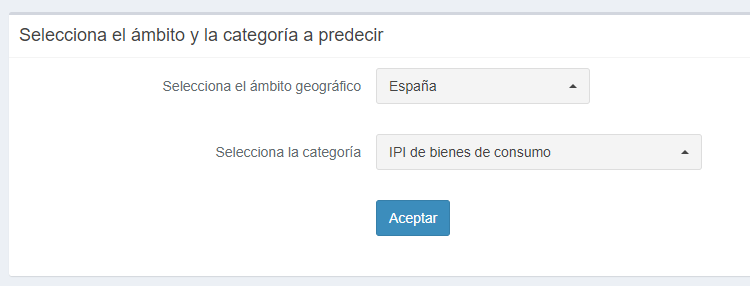 Selecciona el ámbito y la categoría a predecir
Selecciona el ámbito geográfico España
Selecciona la categoría IPI de bienes de consumo
Aceptar